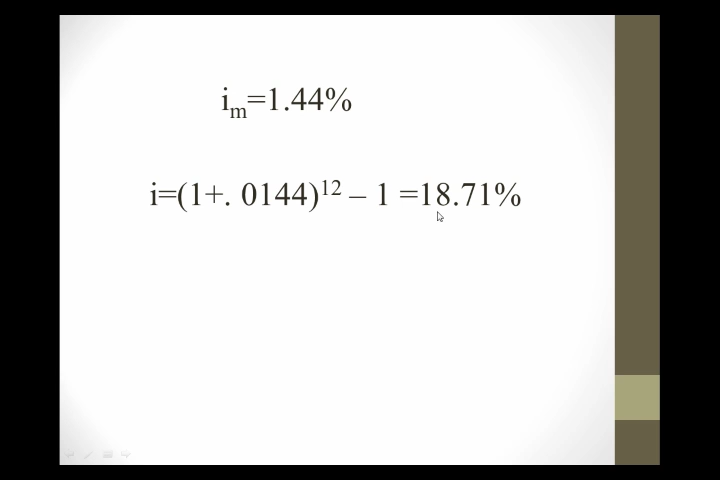 iₘ=1.44%
i=(1+. 0144)¹² – 1 =18.71%